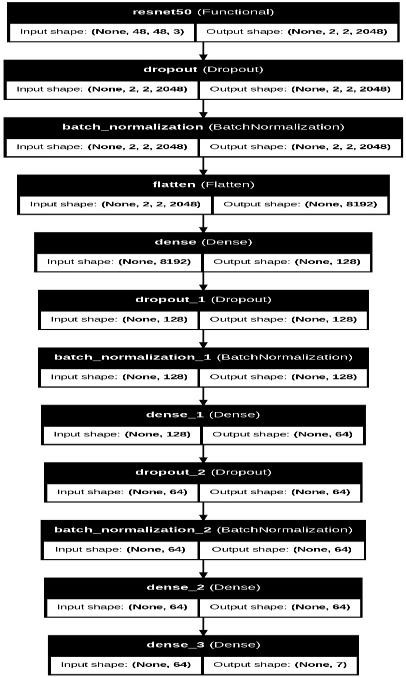 resnet50 (Functional)
Input shape: (None, 48, 48, 3) Output shape: (None, 2, 2, 2048)
dropout (Dropout)
Input shape: (None, 2, 2, 2048) Output shape: (None, 2, 2, 2048)
batch_normalization (BatchNormalization)
Input shape: (None, 2, 2, 2048) Output shape: (None, 2, 2, 2048)
flatten (Flatten)
Input shape: (None, 2, 2, 2048) Output shape: (None, 8192)
dense (Dense)
Input shape: (None, 8192) Output shape: (None, 128)
dropout_1 (Dropout)
Input shape: (None, 128) Output shape: (None, 128)
batch_normalization_1 (BatchNormalization)
Input shape: (None, 128) Output shape: (None, 128)
dense_1 (Dense)
Input shape: (None, 128) Output shape: (None, 64)
dropout_2 (Dropout)
Input shape: (None, 64) Output shape: (None, 64)
batch_normalization_2 (BatchNormalization)
Input shape: (None, 64) Output shape: (None, 64)
dense_2 (Dense)
Input shape: (None, 64) Output shape: (None, 64)
dense_3 (Dense)
Input shape: (None, 64) Output shape: (None, 7)